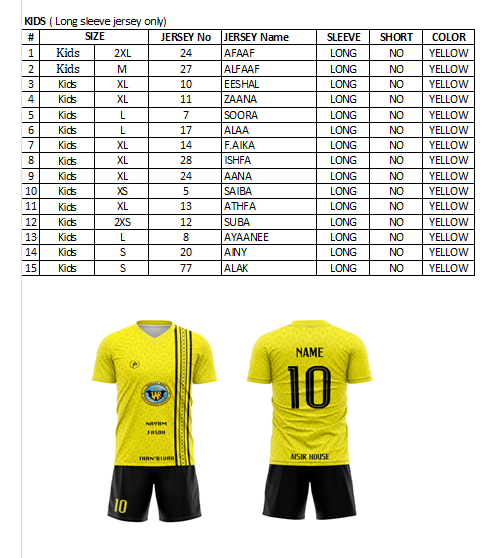 KIDS ( Long sleeve jersey only)
# SIZE JERSEY No JERSEY Name SLEEVE SHORT COLOR
1 Kids 2XL 24 AFAAF LONG NO YELLOW
2 Kids M 27 ALFAAF LONG NO YELLOW
3 Kids XL 10 EESHAL LONG NO YELLOW
4 Kids XL 11 ZAANA LONG NO YELLOW
5 Kids L 7 SOORA LONG NO YELLOW
6 Kids L 17 ALAA LONG NO YELLOW
7 Kids XL 14 F.AIKA LONG NO YELLOW
8 Kids XL 28 ISHFA LONG NO YELLOW
9 Kids XL 24 AANA LONG NO YELLOW
10 Kids XS 5 SAIBA LONG NO YELLOW
11 Kids XL 13 ATHFA LONG NO YELLOW
12 Kids 2XS 12 SUBA LONG NO YELLOW
13 Kids L 8 AYAANEE LONG NO YELLOW
14 Kids S 20 AINY LONG NO YELLOW
15 Kids S 77 ALAK LONG NO YELLOW
NAME
10
NAYAM
FASOH
THAN'BIVAH
AISIR HOUSE
10